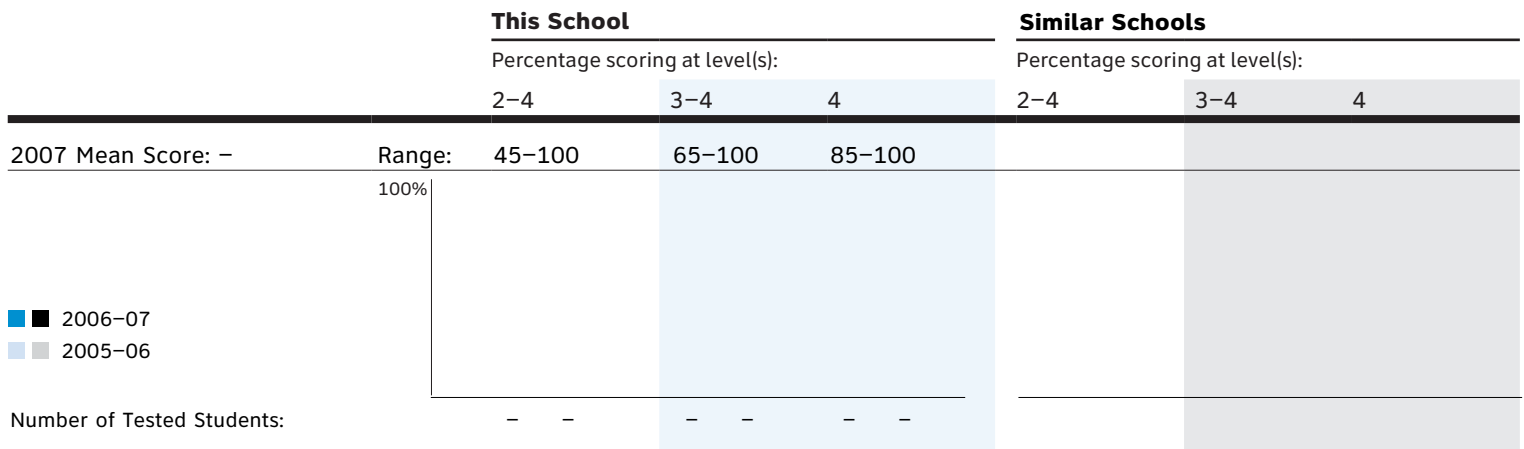 This School Similar Schools
Percentage scoring at level(s): Percentage scoring at level(s):
2–4 3–4 4 2–4 3–4 4
2007 Mean Score: – Range: 45–100 65–100 85–100
100%
2006–07
2005–06
Number of Tested Students: – – – – – –